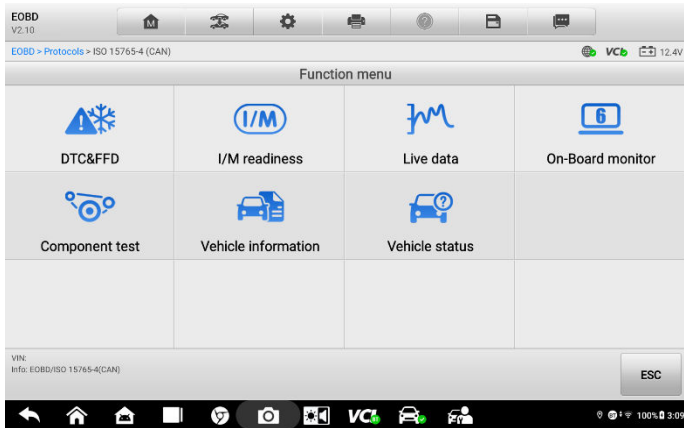 EOBD
V2.10
M
?
EOBD > Protocols > ISO 15765-4 (CAN)
VCI
12.4V
Function menu
I/M
6
DTC&FFD
I/M readiness
Live data
On-Board monitor
?
Component test
Vehicle information
Vehicle status
VIN:
Info: EOBD/ISO 15765-4(CAN)
ESC
VCI
100%
3:09